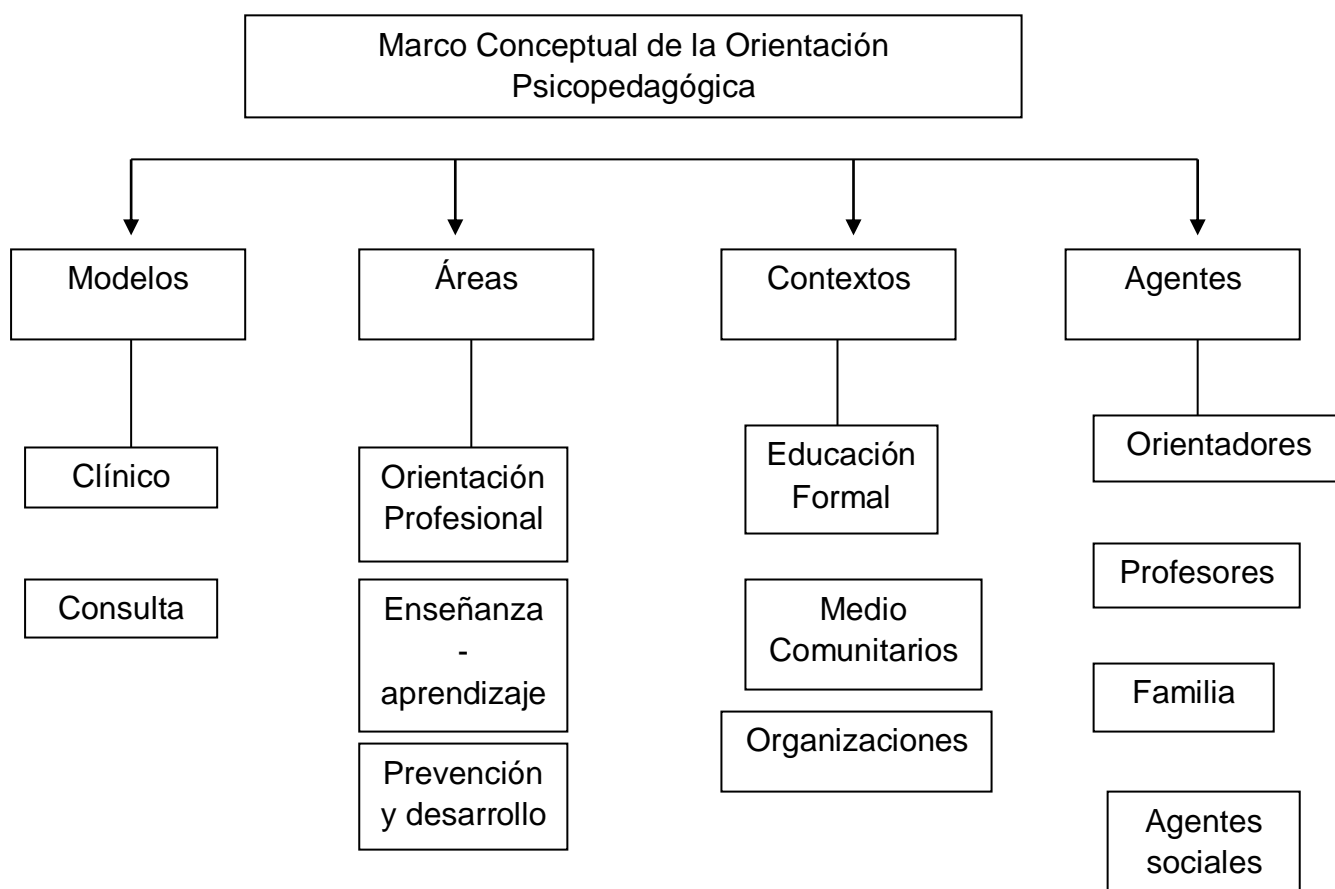 Marco Conceptual de la Orientación
Psicopedagógica
Modelos
Áreas
Contextos
Agentes
Clínico
Consulta
Orientación
Profesional
Enseñanza
-
aprendizaje
Prevención
y desarrollo
Educación
Formal
Medio
Comunitarios
Organizaciones
Orientadores
Profesores
Familia
Agentes
sociales